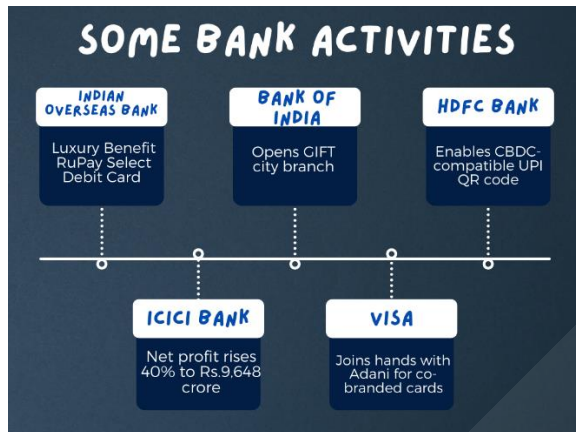 SOME BANK ACTIVITIES
INDIAN
OVERSEAS BANK
Luxury Benefit
RuPay Select
Debit Card
BANK OF
INDIA
Opens GIFT
city branch
HDFC BANK
Enables CBDC-
compatible UPI
QR code
ICICI BANK
Net profit rises
40% to Rs.9,648
crore
VISA
Joins hands with
Adani for co-
branded cards